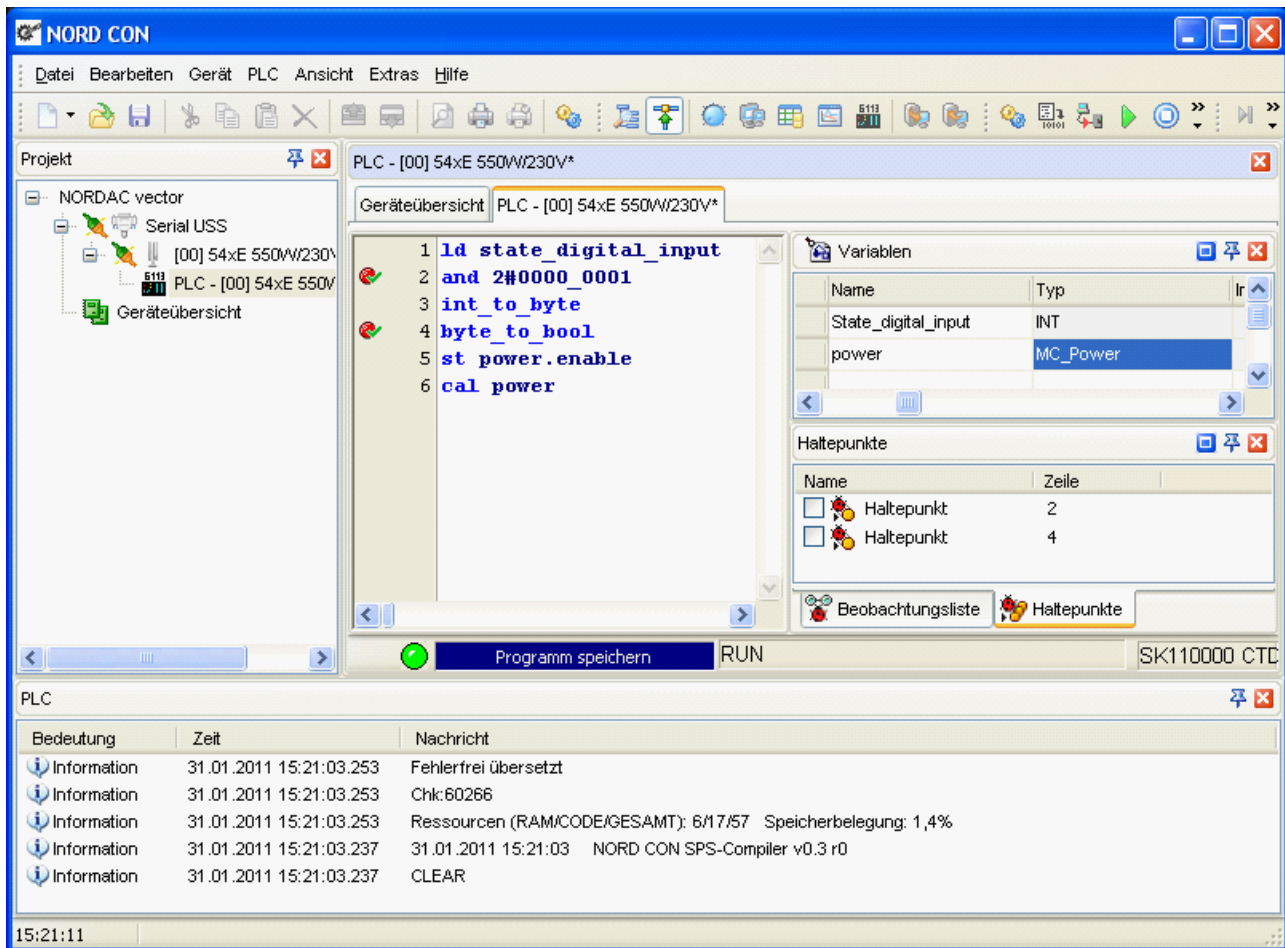 NORD CON
Datei Bearbeiten Gerät PLC Ansicht Extras Hilfe
Projekt
NORDAC vector
Serial USS
[00] 54xE 550W/230V
PLC - [00] 54xE 550V
Geräteübersicht
PLC - [00] 54xE 550W/230V*
Geräteübersicht PLC - [00] 54xE 550W/230V*
1 ld state_digital_input
2 and 2#0000_0001
3 int_to_byte
4 byte_to_bool
5 st power.enable
6 cal power
Variablen
Name Typ Ir
State_digital_input INT
power MC_Power
Haltepunkte
Name Zeile
Haltepunkt 2
Haltepunkt 4
Beobachtungsliste Haltepunkte
Programm speichern RUN SK110000 CTD
PLC
Bedeutung Zeit Nachricht
Information 31.01.2011 15:21:03.253 Fehlerfrei übersetzt
Information 31.01.2011 15:21:03.253 Chk:60266
Information 31.01.2011 15:21:03.253 Ressourcen (RAM/CODE/GESAMT): 6/17/57 Speicherbelegung: 1,4%
Information 31.01.2011 15:21:03.237 31.01.2011 15:21:03 NORD CON SPS-Compiler v0.3 r0
Information 31.01.2011 15:21:03.237 CLEAR
15:21:11